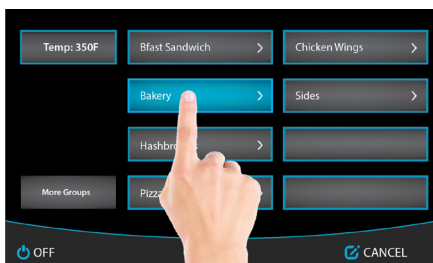 Temp: 350F
Bfast Sandwich
Chicken Wings
Bakery
Sides
More Groups
OFF
CANCEL